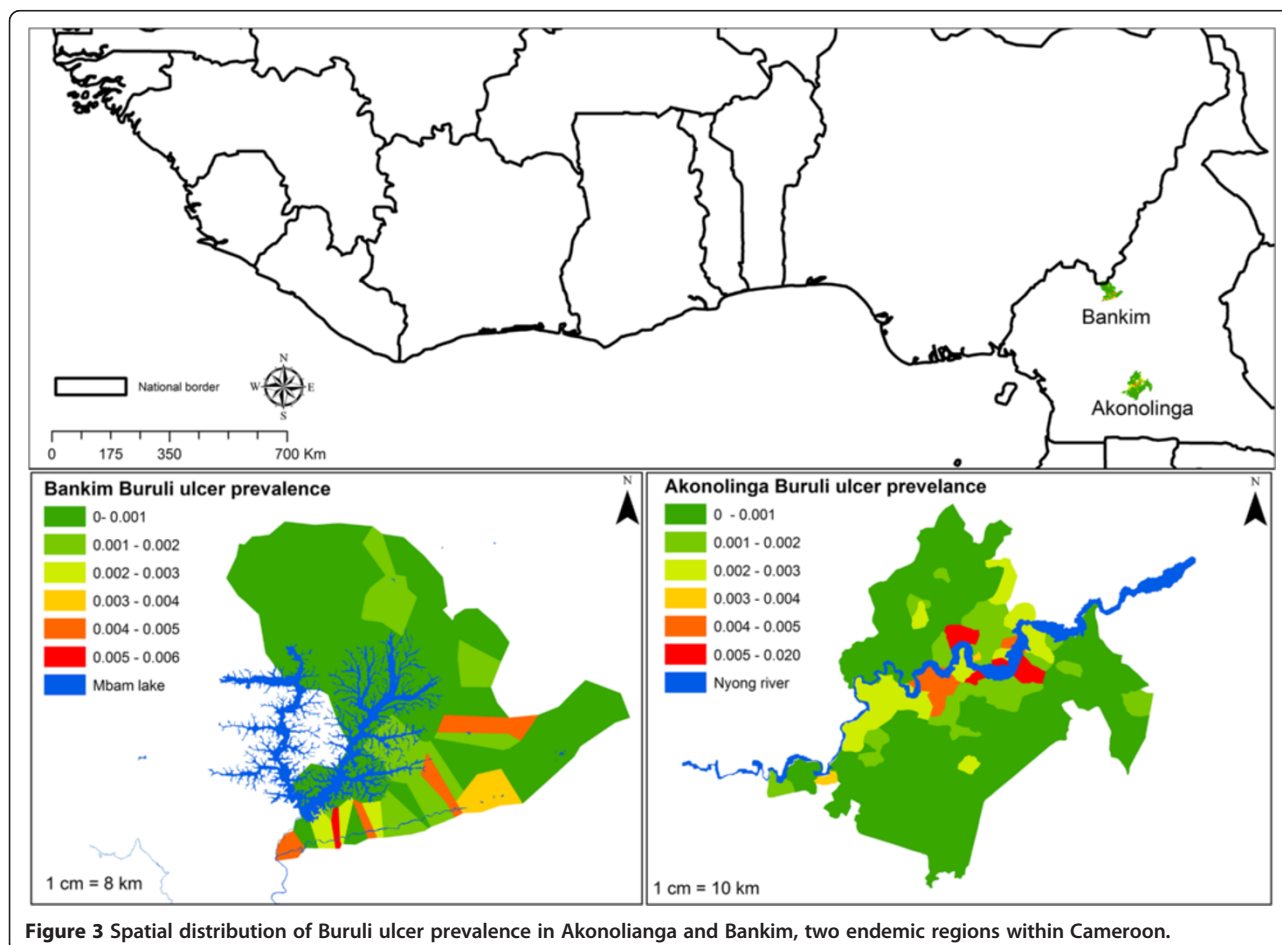 Bankim
Akonolinga
National border
N
W E
S
0 175 350 700 Km
Bankim Buruli ulcer prevalence
N
0- 0.001
0.001 - 0.002
0.002 - 0.003
0.003 - 0.004
0.004 - 0.005
0.005 - 0.006
Mbam lake
1 cm = 8 km
Akonolinga Buruli ulcer prevelance
N
0 - 0.001
0.001 - 0.002
0.002 - 0.003
0.003 - 0.004
0.004 - 0.005
0.005 - 0.020
Nyong river
1 cm = 10 km
Figure 3 Spatial distribution of Buruli ulcer prevalence in Akonolianga and Bankim, two endemic regions within Cameroon.